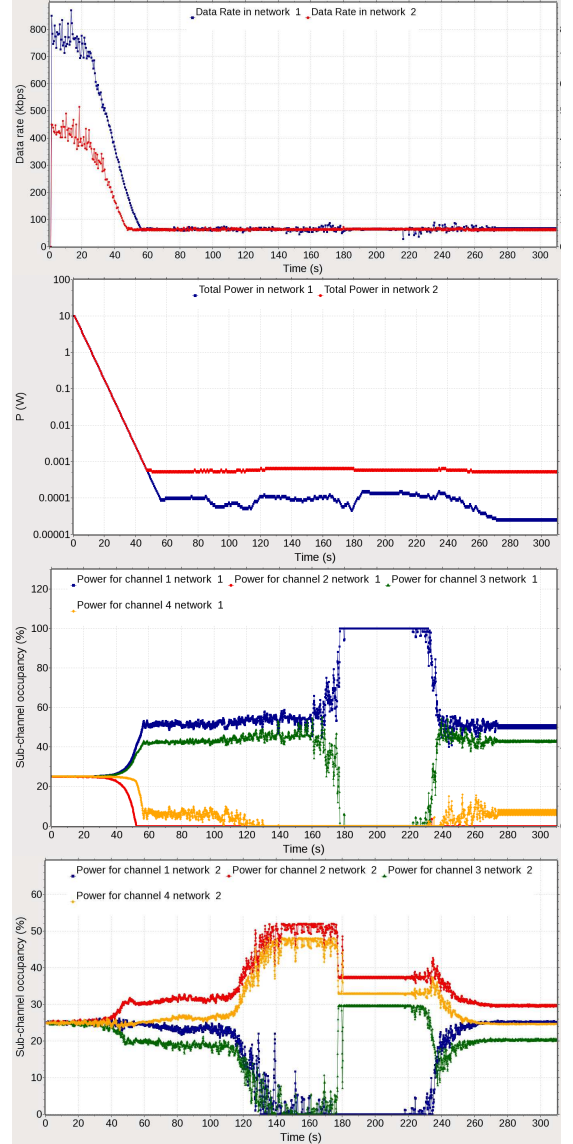 Data Rate in network 1 Data Rate in network 2
800
700
600
500
400
300
200
100
0
Data rate (kbps)
0 20 40 60 80 100 120 140 160 180 200 220 240 260 280 300
Time (s)
Total Power in network 1 Total Power in network 2
100
10
1
0.1
0.01
0.001
0.0001
0.00001
P (W)
0 20 40 60 80 100 120 140 160 180 200 220 240 260 280 300
Time (s)
Power for channel 1 network 1 Power for channel 2 network 1 Power for channel 3 network 1
Power for channel 4 network 1
120
100
80
60
40
20
0
Sub-channel occupancy (%)
0 20 40 60 80 100 120 140 160 180 200 220 240 260 280 300
Time (s)
Power for channel 1 network 2 Power for channel 2 network 2 Power for channel 3 network 2
Power for channel 4 network 2
60
50
40
30
20
10
0
Sub-channel occupancy (%)
0 20 40 60 80 100 120 140 160 180 200 220 240 260 280 300
Time (s)